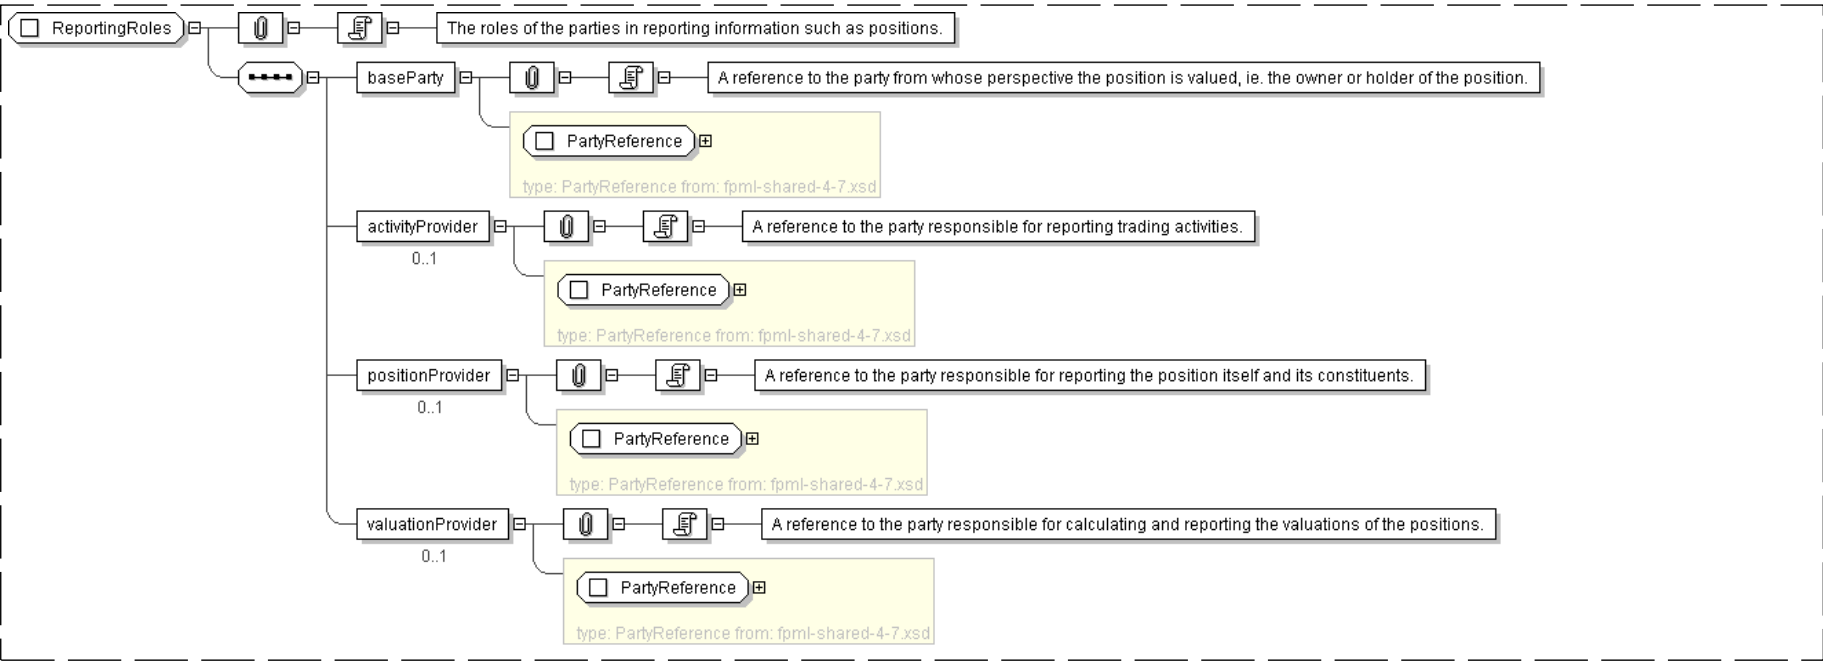 ReportingRoles
The roles of the parties in reporting information such as positions.
baseParty
A reference to the party from whose perspective the position is valued, ie. the owner or holder of the position.
PartyReference
type: PartyReference from: fpml-shared-4-7.xsd
activityProvider
A reference to the party responsible for reporting trading activities.
0..1
PartyReference
type: PartyReference from: fpml-shared-4-7.xsd
positionProvider
A reference to the party responsible for reporting the position itself and its constituents.
0..1
PartyReference
type: PartyReference from: fpml-shared-4-7.xsd
valuationProvider
A reference to the party responsible for calculating and reporting the valuations of the positions.
0..1
PartyReference
type: PartyReference from: fpml-shared-4-7.xsd